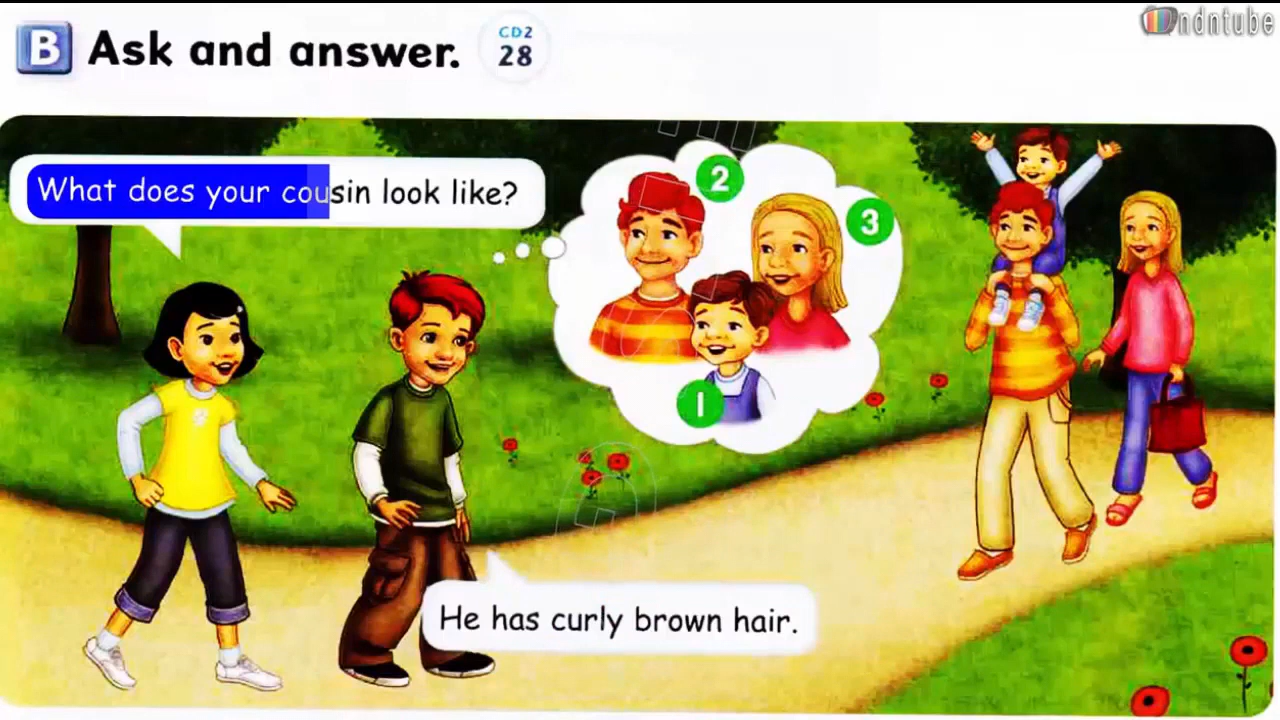 ndntube
B Ask and answer. CD2 28
What does your cousin look like?
2
3
1
He has curly brown hair.